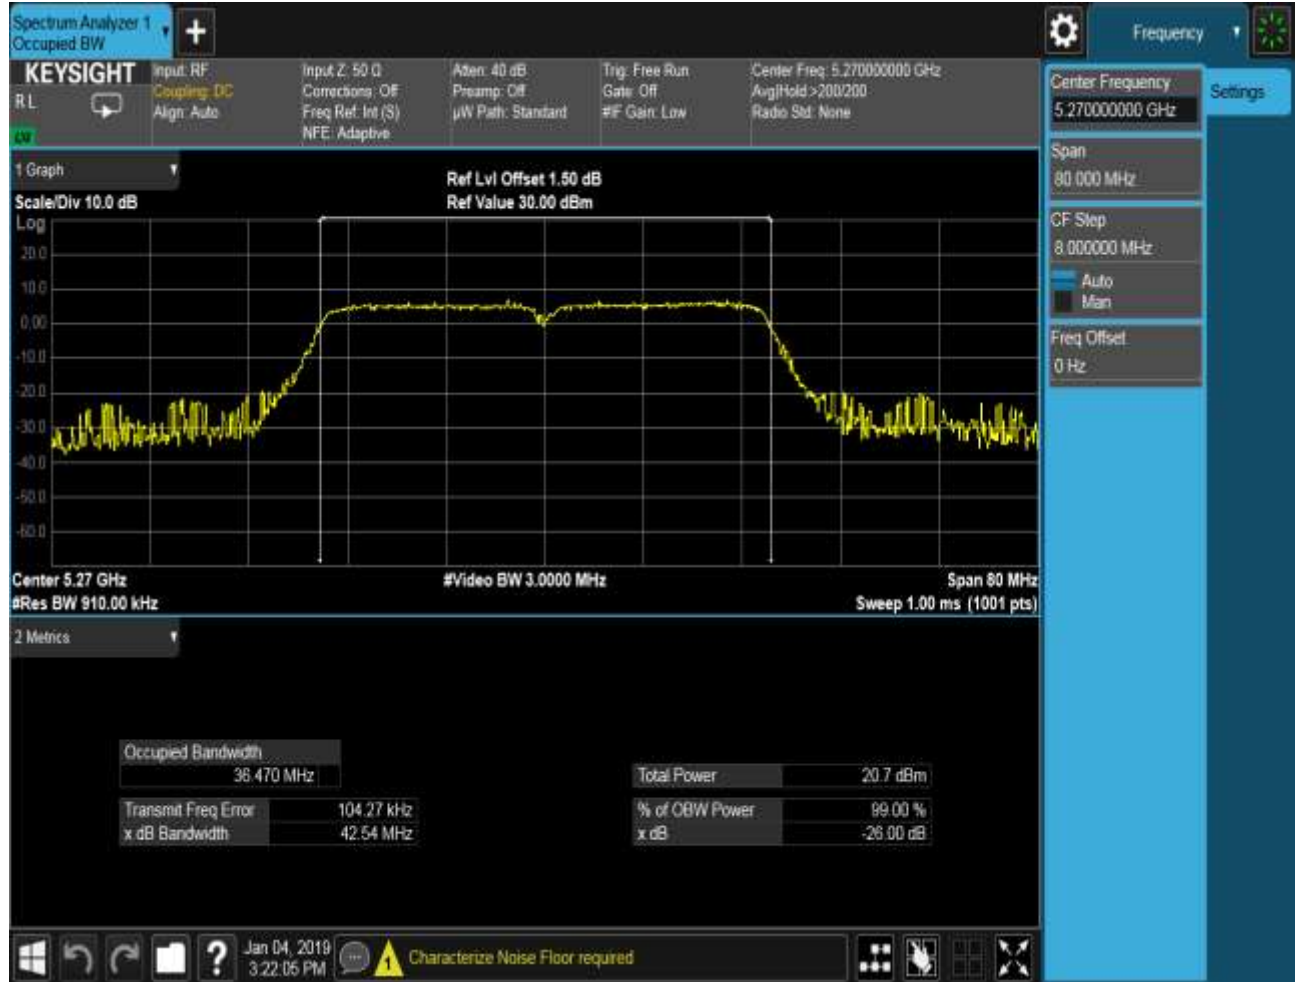 Spectrum Analyzer 1
Occupied BW
Frequency
KEYSIGHT
R L
Input: RF
Coupling: DC
Align: Auto
Input Z: 50 Ω
Corrections: Off
Freq Ref: Int (S)
NFE: Adaptive
Atten: 40 dB
Preamp: Off
µW Path: Standard
Trig: Free Run
Gate: Off
#IF Gain: Low
Center Freq: 5.270000000 GHz
Avg|Hold:>200/200
Radio Std: None
Center Frequency
5.270000000 GHz
Settings
Span
80.000 MHz
CF Step
8.000000 MHz
Auto
Man
Freq Offset
0 Hz
1 Graph
Scale/Div 10.0 dB
Ref Lvl Offset 1.50 dB
Ref Value 30.00 dBm
Log
20.0
10.0
0.00
-10.0
-20.0
-30.0
-40.0
-50.0
-60.0
Center 5.27 GHz
#Video BW 3.0000 MHz
Span 80 MHz
#Res BW 910.00 kHz
Sweep 1.00 ms (1001 pts)
2 Metrics
Occupied Bandwidth
36.470 MHz
Transmit Freq Error 104.27 kHz
x dB Bandwidth 42.54 MHz
Total Power 20.7 dBm
% of OBW Power 99.00 %
x dB -26.00 dB
Jan 04, 2019
3:22:05 PM
1
Characterize Noise Floor required